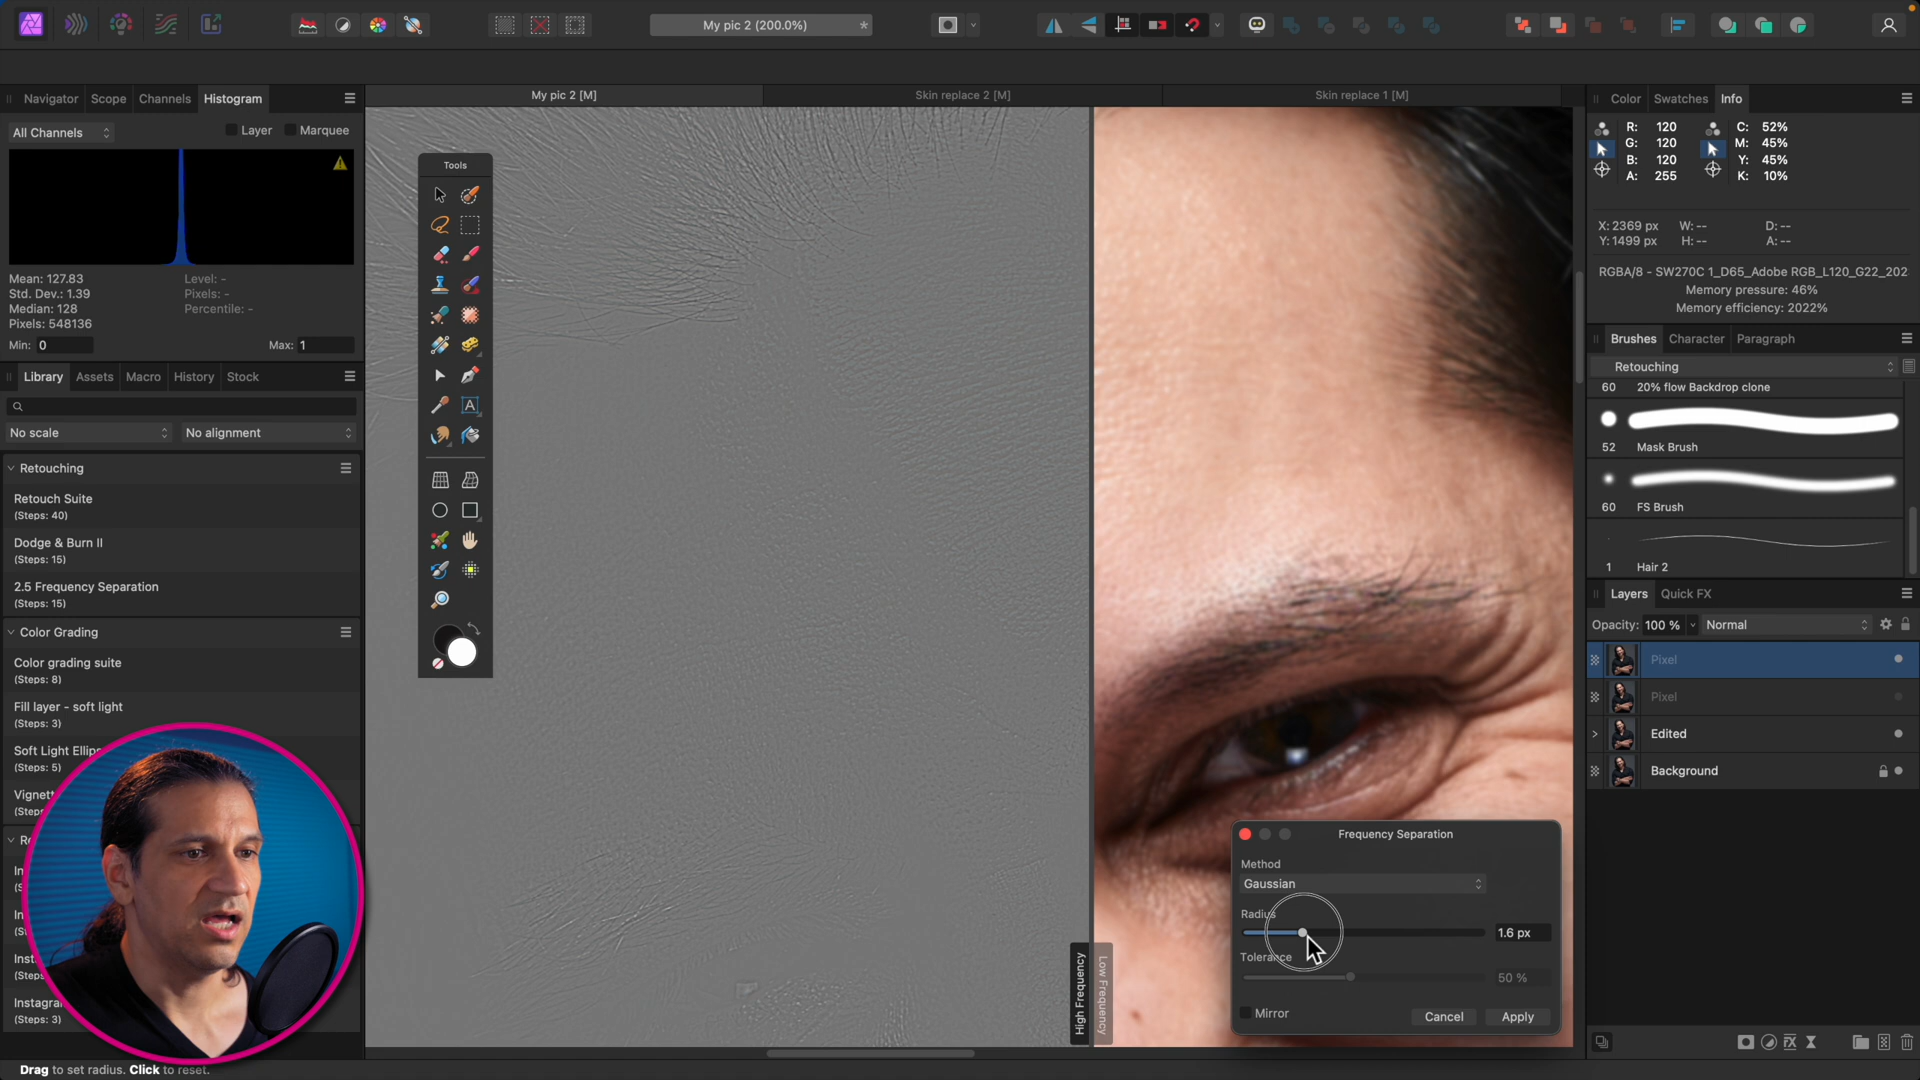 My pic 2 (200.0%)
*
Navigator Scope Channels Histogram
All Channels
Layer Marquee
Mean: 127.83
Std. Dev.: 1.39
Median: 128
Pixels: 548136
Level: -
Pixels: -
Percentile: -
Min: 0
Max: 1
Library Assets Macro History Stock
No scale
No alignment
Retouching
Retouch Suite
(Steps: 40)
Dodge & Burn II
(Steps: 15)
2.5 Frequency Separation
(Steps: 15)
Color Grading
Color grading suite
(Steps: 8)
Fill layer - soft light
(Steps: 3)
Soft Light Ellip
(Steps: 5)
Vignett
(Steps: 3)
Drag to set radius. Click to reset.
My pic 2 [M]
Skin replace 2 [M]
Skin replace 1 [M]
Tools
A
High Frequency
Low Frequency
Frequency Separation
Method
Gaussian
Radius
1.6 px
Tolerance
50 %
Mirror
Cancel
Apply
Color Swatches Info
R: 120
G: 120
B: 120
A: 255
C: 52%
M: 45%
Y: 45%
K: 10%
X: 2369 px
Y: 1499 px
W: --
H: --
D: --
A: --
RGBA/8 - SW270C 1_D65_Adobe RGB_L120_G22_202
Memory pressure: 46%
Memory efficiency: 2022%
Brushes Character Paragraph
Retouching
60 20% flow Backdrop clone
52 Mask Brush
60 FS Brush
1 Hair 2
Layers Quick FX
Opacity: 100 % Normal
Pixel
Pixel
Edited
Background